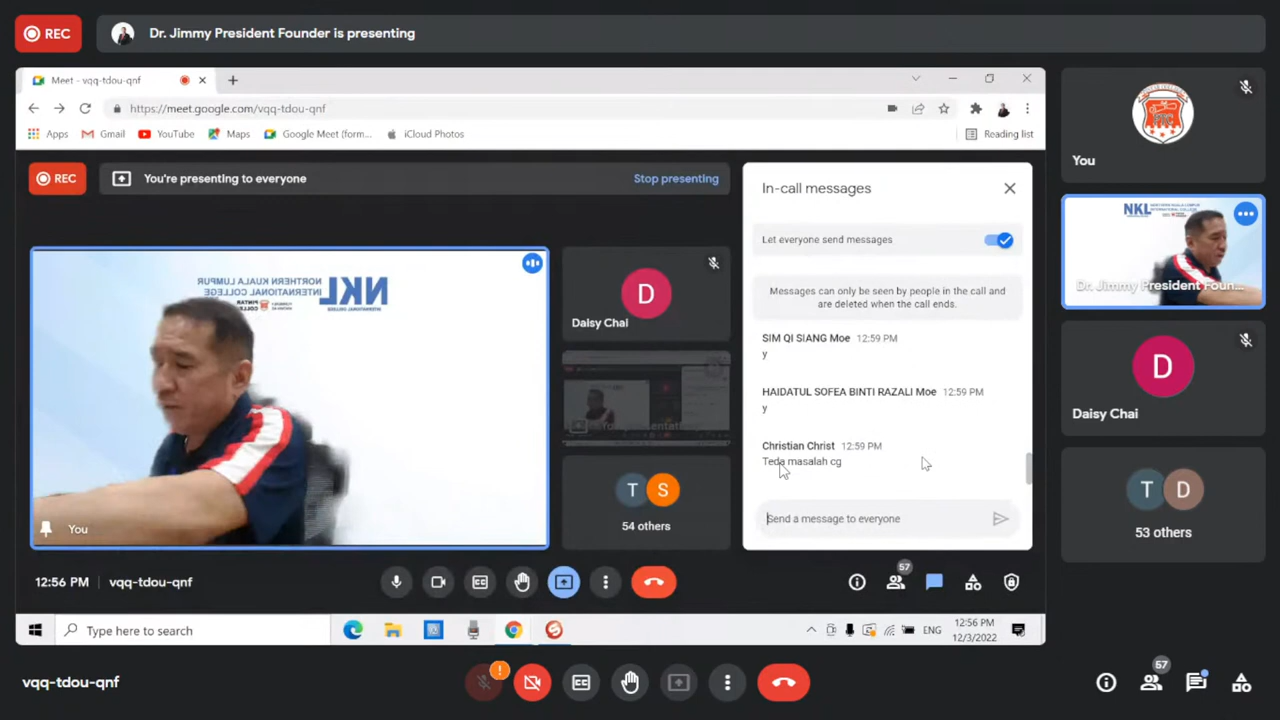 REC
Dr. Jimmy President Founder is presenting
Meet - vqq-tdou-qnf
https://meet.google.com/vqq-tdou-qnf
Apps
Gmail
YouTube
Maps
Google Meet (form...
iCloud Photos
Reading list
REC
You're presenting to everyone
Stop presenting
NKL
NORTHERN KUALA LUMPUR
INTERNATIONAL COLLEGE
PINTAR
You
D
Daisy Chai
T S
54 others
In-call messages
Let everyone send messages
Messages can only be seen by people in the call and
are deleted when the call ends.
SIM QI SIANG Moe 12:59 PM
y
HAIDATUL SOFEA BINTI RAZALI Moe 12:59 PM
y
Christian Christ 12:59 PM
Teda masalah cg
Send a message to everyone
12:56 PM vqq-tdou-qnf
57
Type here to search
ENG
12:56 PM
12/3/2022
You
NKL
Dr. Jimmy President Foun...
D
Daisy Chai
T D
53 others
vqq-tdou-qnf
57